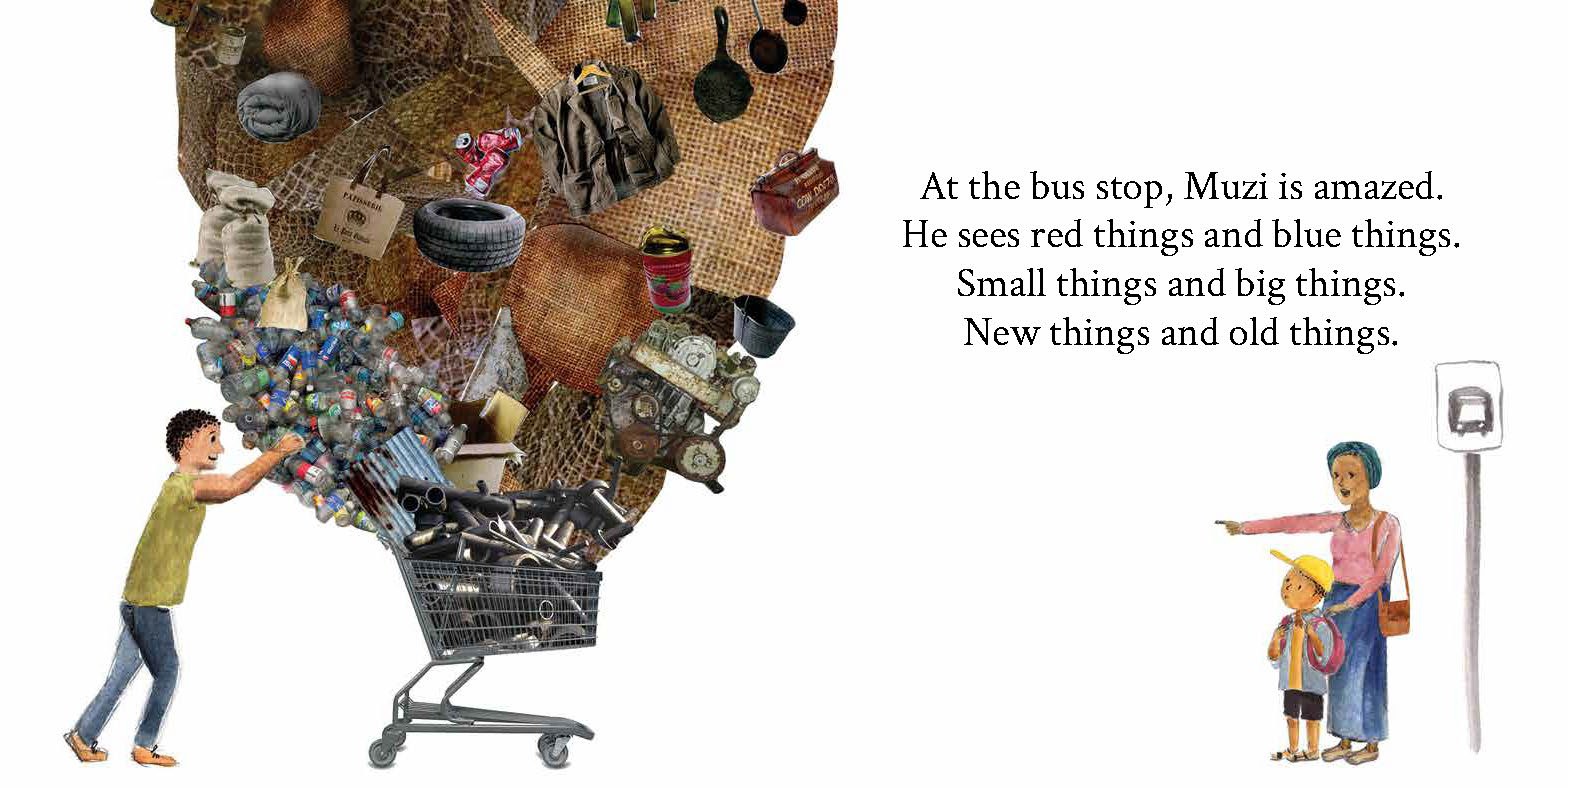 PATISSERIE
At the bus stop, Muzi is amazed.
He sees red things and blue things.
Small things and big things.
New things and old things.